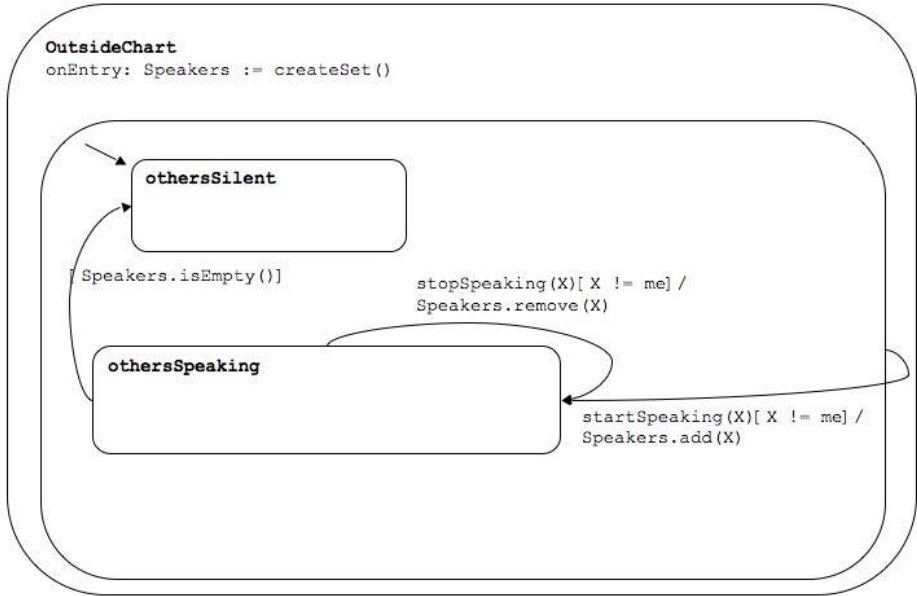 OutsideChart
onEntry: Speakers := createSet()
othersSilent
[ Speakers.isEmpty()]
stopSpeaking(X)[ X != me] /
Speakers.remove(X)
othersSpeaking
startSpeaking(X)[ X != me] /
Speakers.add(X)